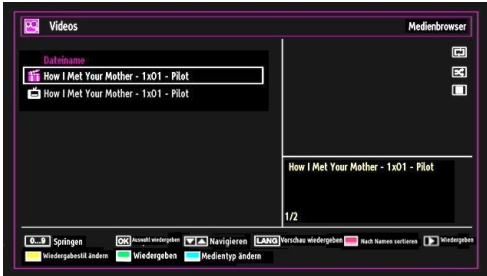 Videos
Medienbrowser
Dateiname
How I Met Your Mother - 1x01 - Pilot
How I Met Your Mother - 1x01 - Pilot
How I Met Your Mother - 1x01 - Pilot
1/2
0...9 Springen OK Auswahl wiedergeben Navigieren LANG Vorschau wiedergeben Nach Namen sortieren Wiedergeben
Wiedergabestil ändern Wiedergeben Medientyp ändern